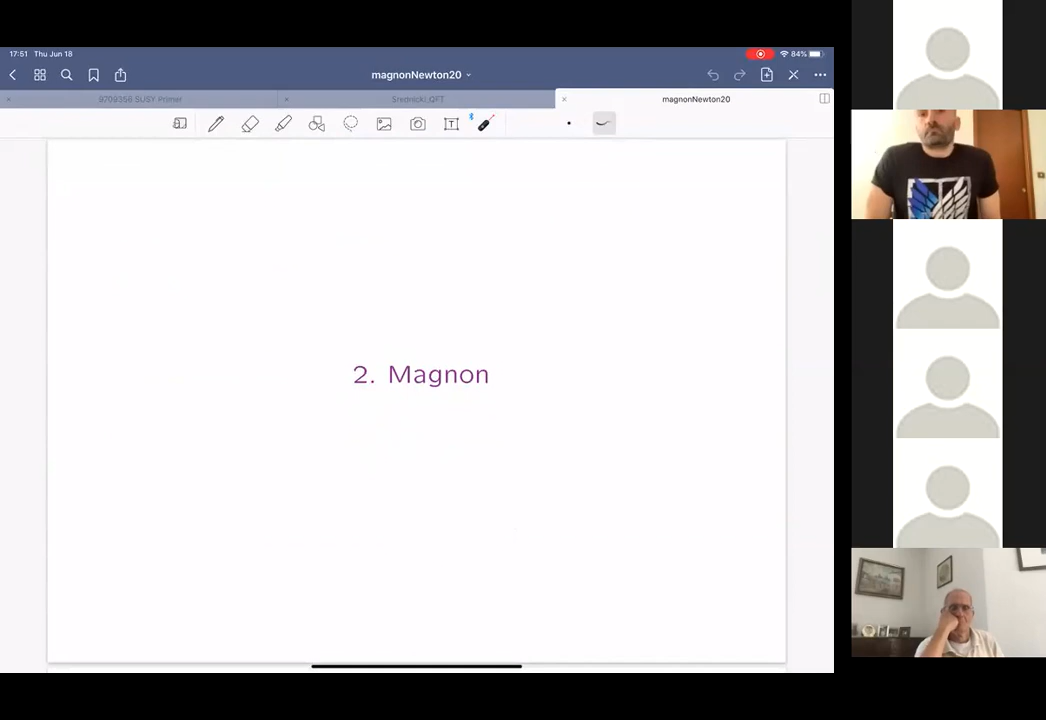 17:51 Thu Jun 18
84%
magnonNewton20
9709356 SUSY Primer
Srednicki_QFT
magnonNewton20
T
2. Magnon